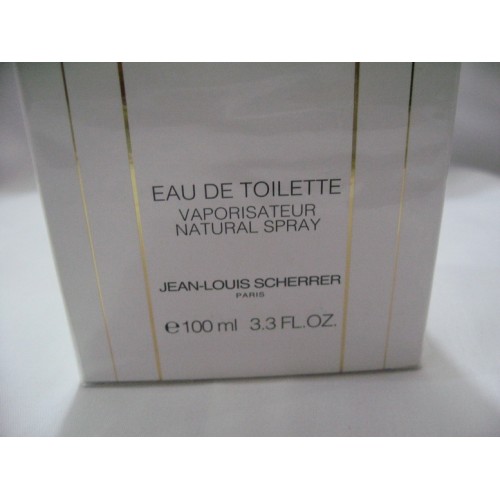 EAU DE TOILETTE
VAPORISATEUR
NATURAL SPRAY
JEAN-LOUIS SCHERRER
PARIS
℮100 ml 3.3 FL.OZ.